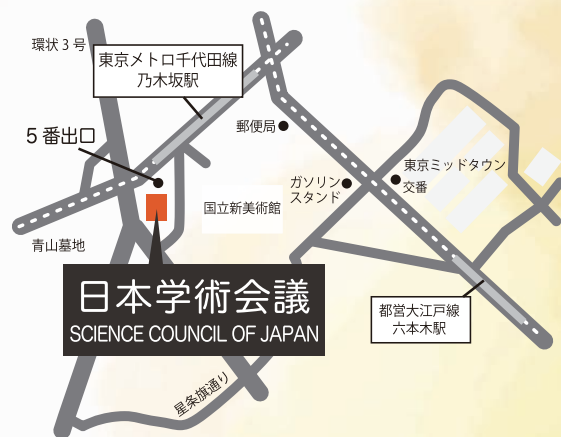 環状3号
東京メトロ千代田線
乃木坂駅
5番出口
郵便局
ガソリン
スタンド
東京ミッドタウン
交番
国立新美術館
青山墓地
日本学術会議
SCIENCE COUNCIL OF JAPAN
都営大江戸線
六本木駅
星条旗通り